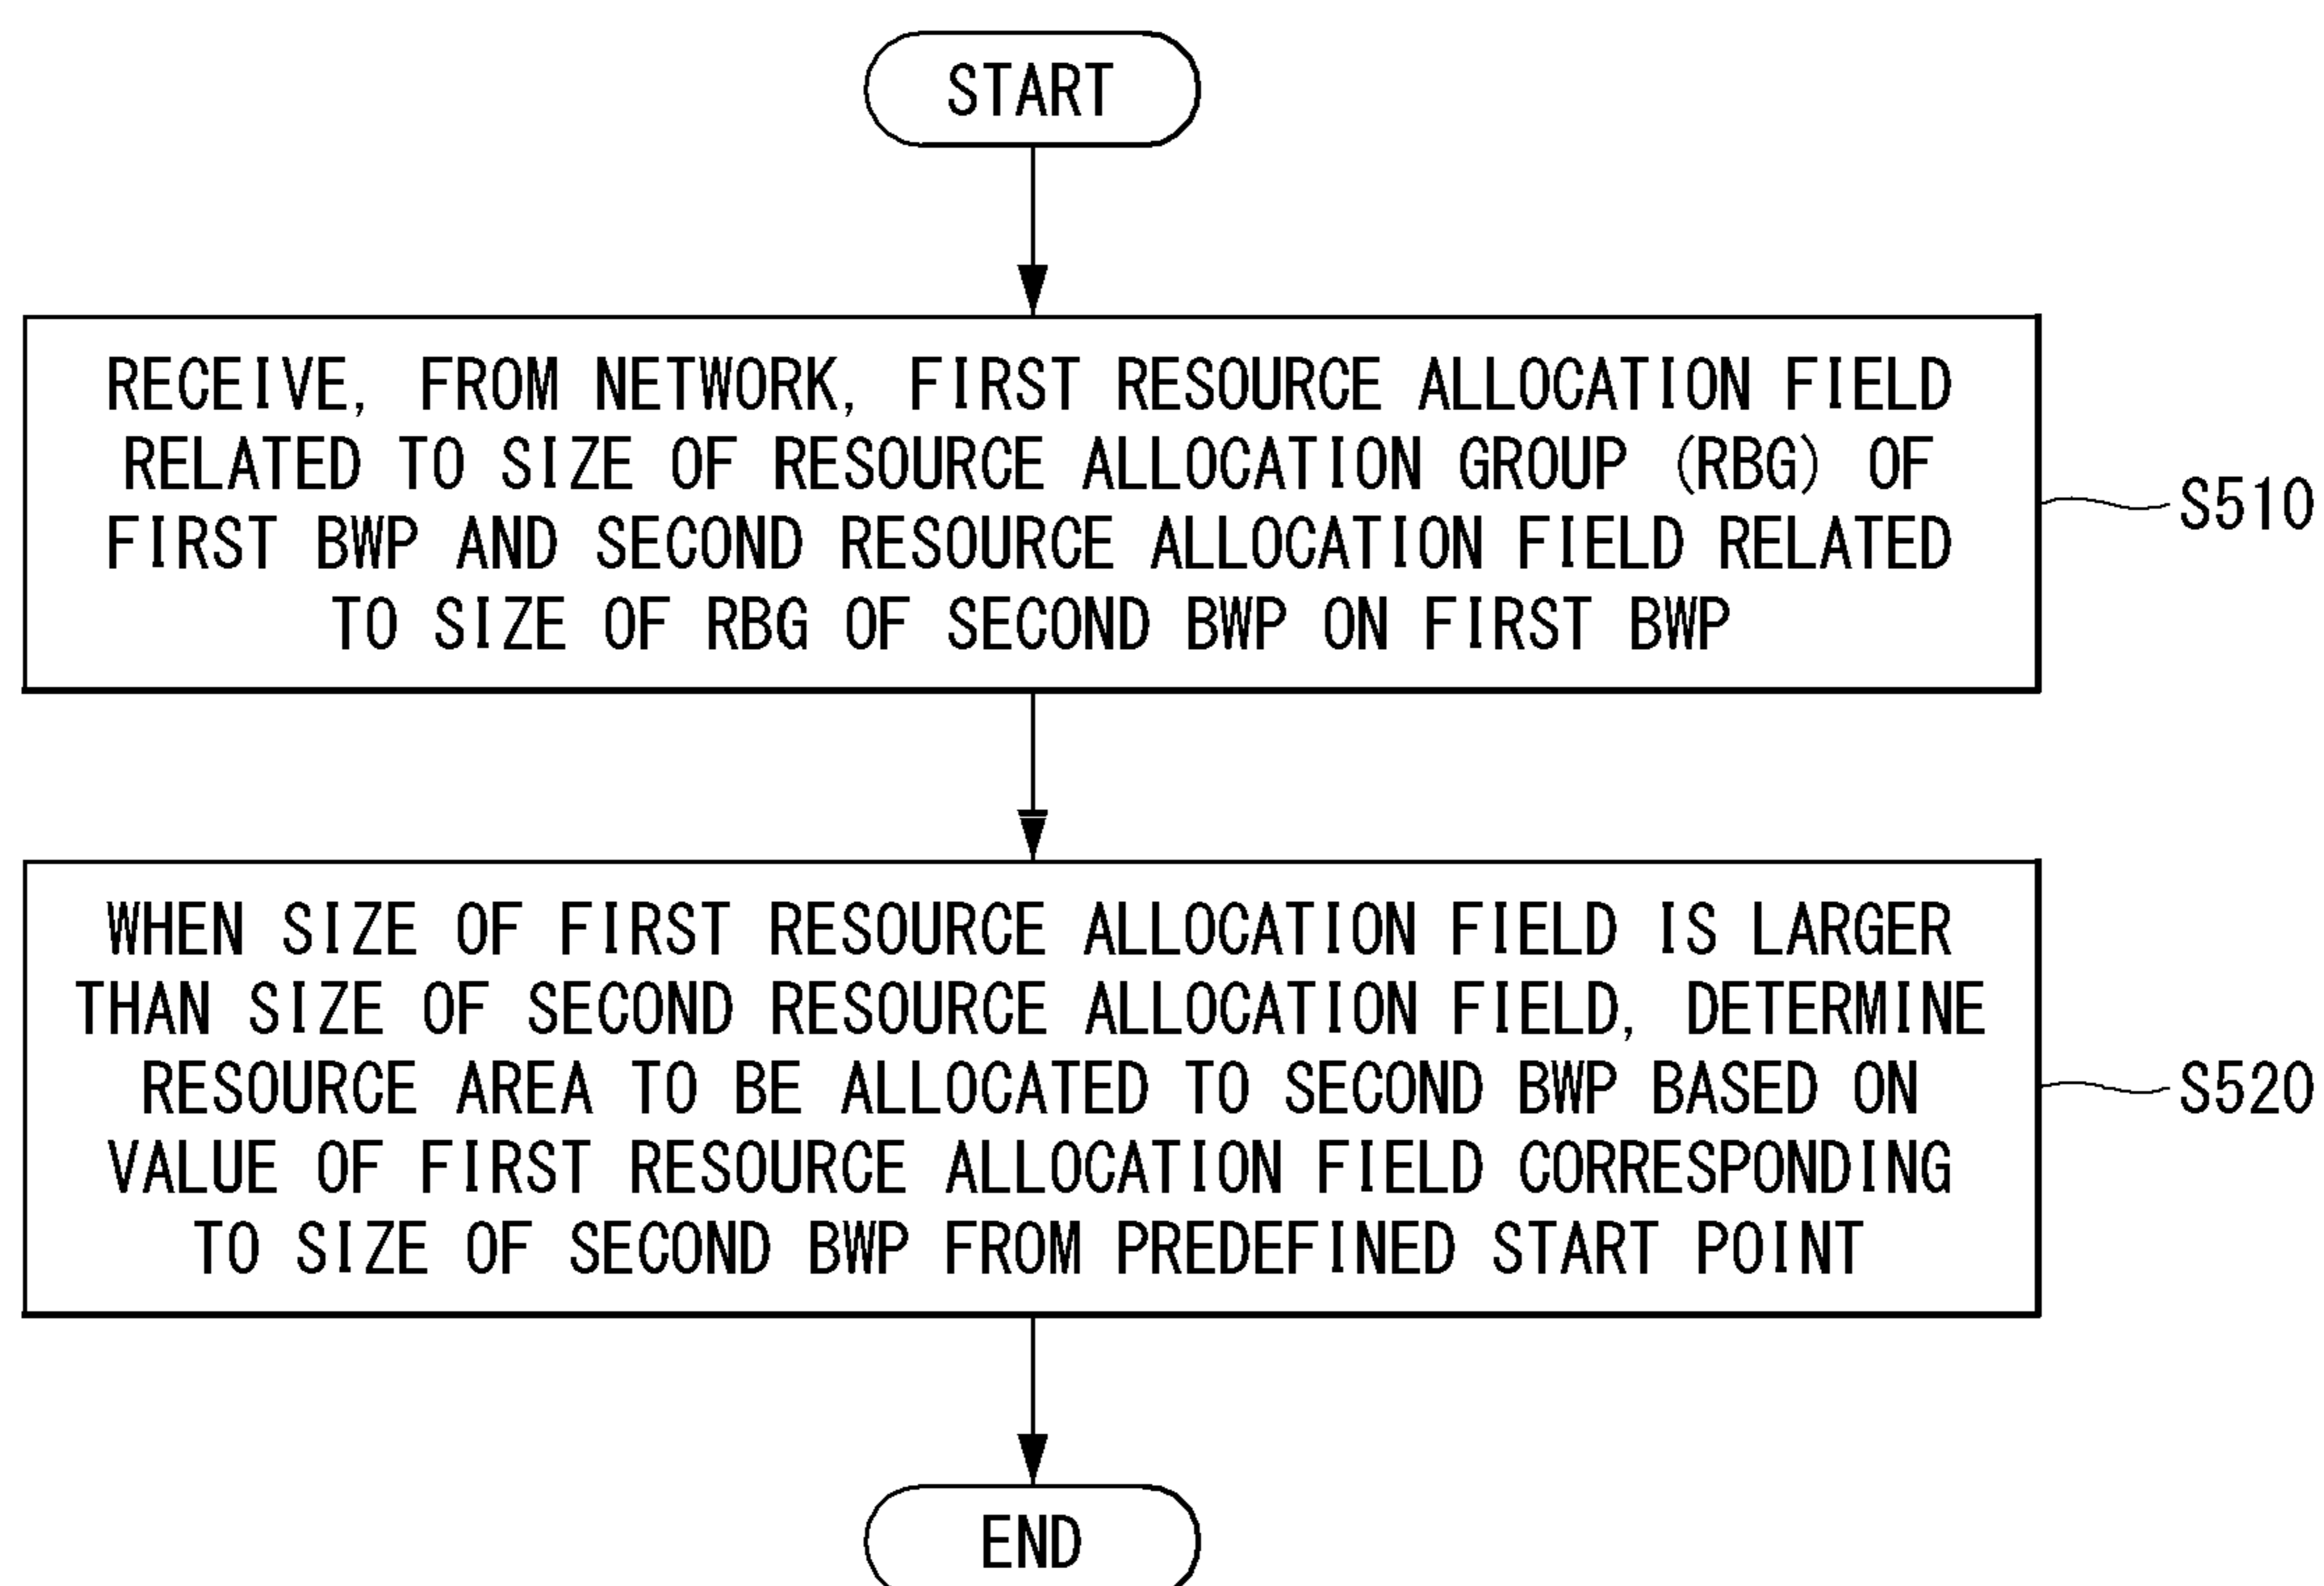 START
RECEIVE, FROM NETWORK, FIRST RESOURCE ALLOCATION FIELD
RELATED TO SIZE OF RESOURCE ALLOCATION GROUP (RBG) OF
FIRST BWP AND SECOND RESOURCE ALLOCATION FIELD RELATED
TO SIZE OF RBG OF SECOND BWP ON FIRST BWP
S510
WHEN SIZE OF FIRST RESOURCE ALLOCATION FIELD IS LARGER
THAN SIZE OF SECOND RESOURCE ALLOCATION FIELD, DETERMINE
RESOURCE AREA TO BE ALLOCATED TO SECOND BWP BASED ON
VALUE OF FIRST RESOURCE ALLOCATION FIELD CORRESPONDING
TO SIZE OF SECOND BWP FROM PREDEFINED START POINT
S520
END